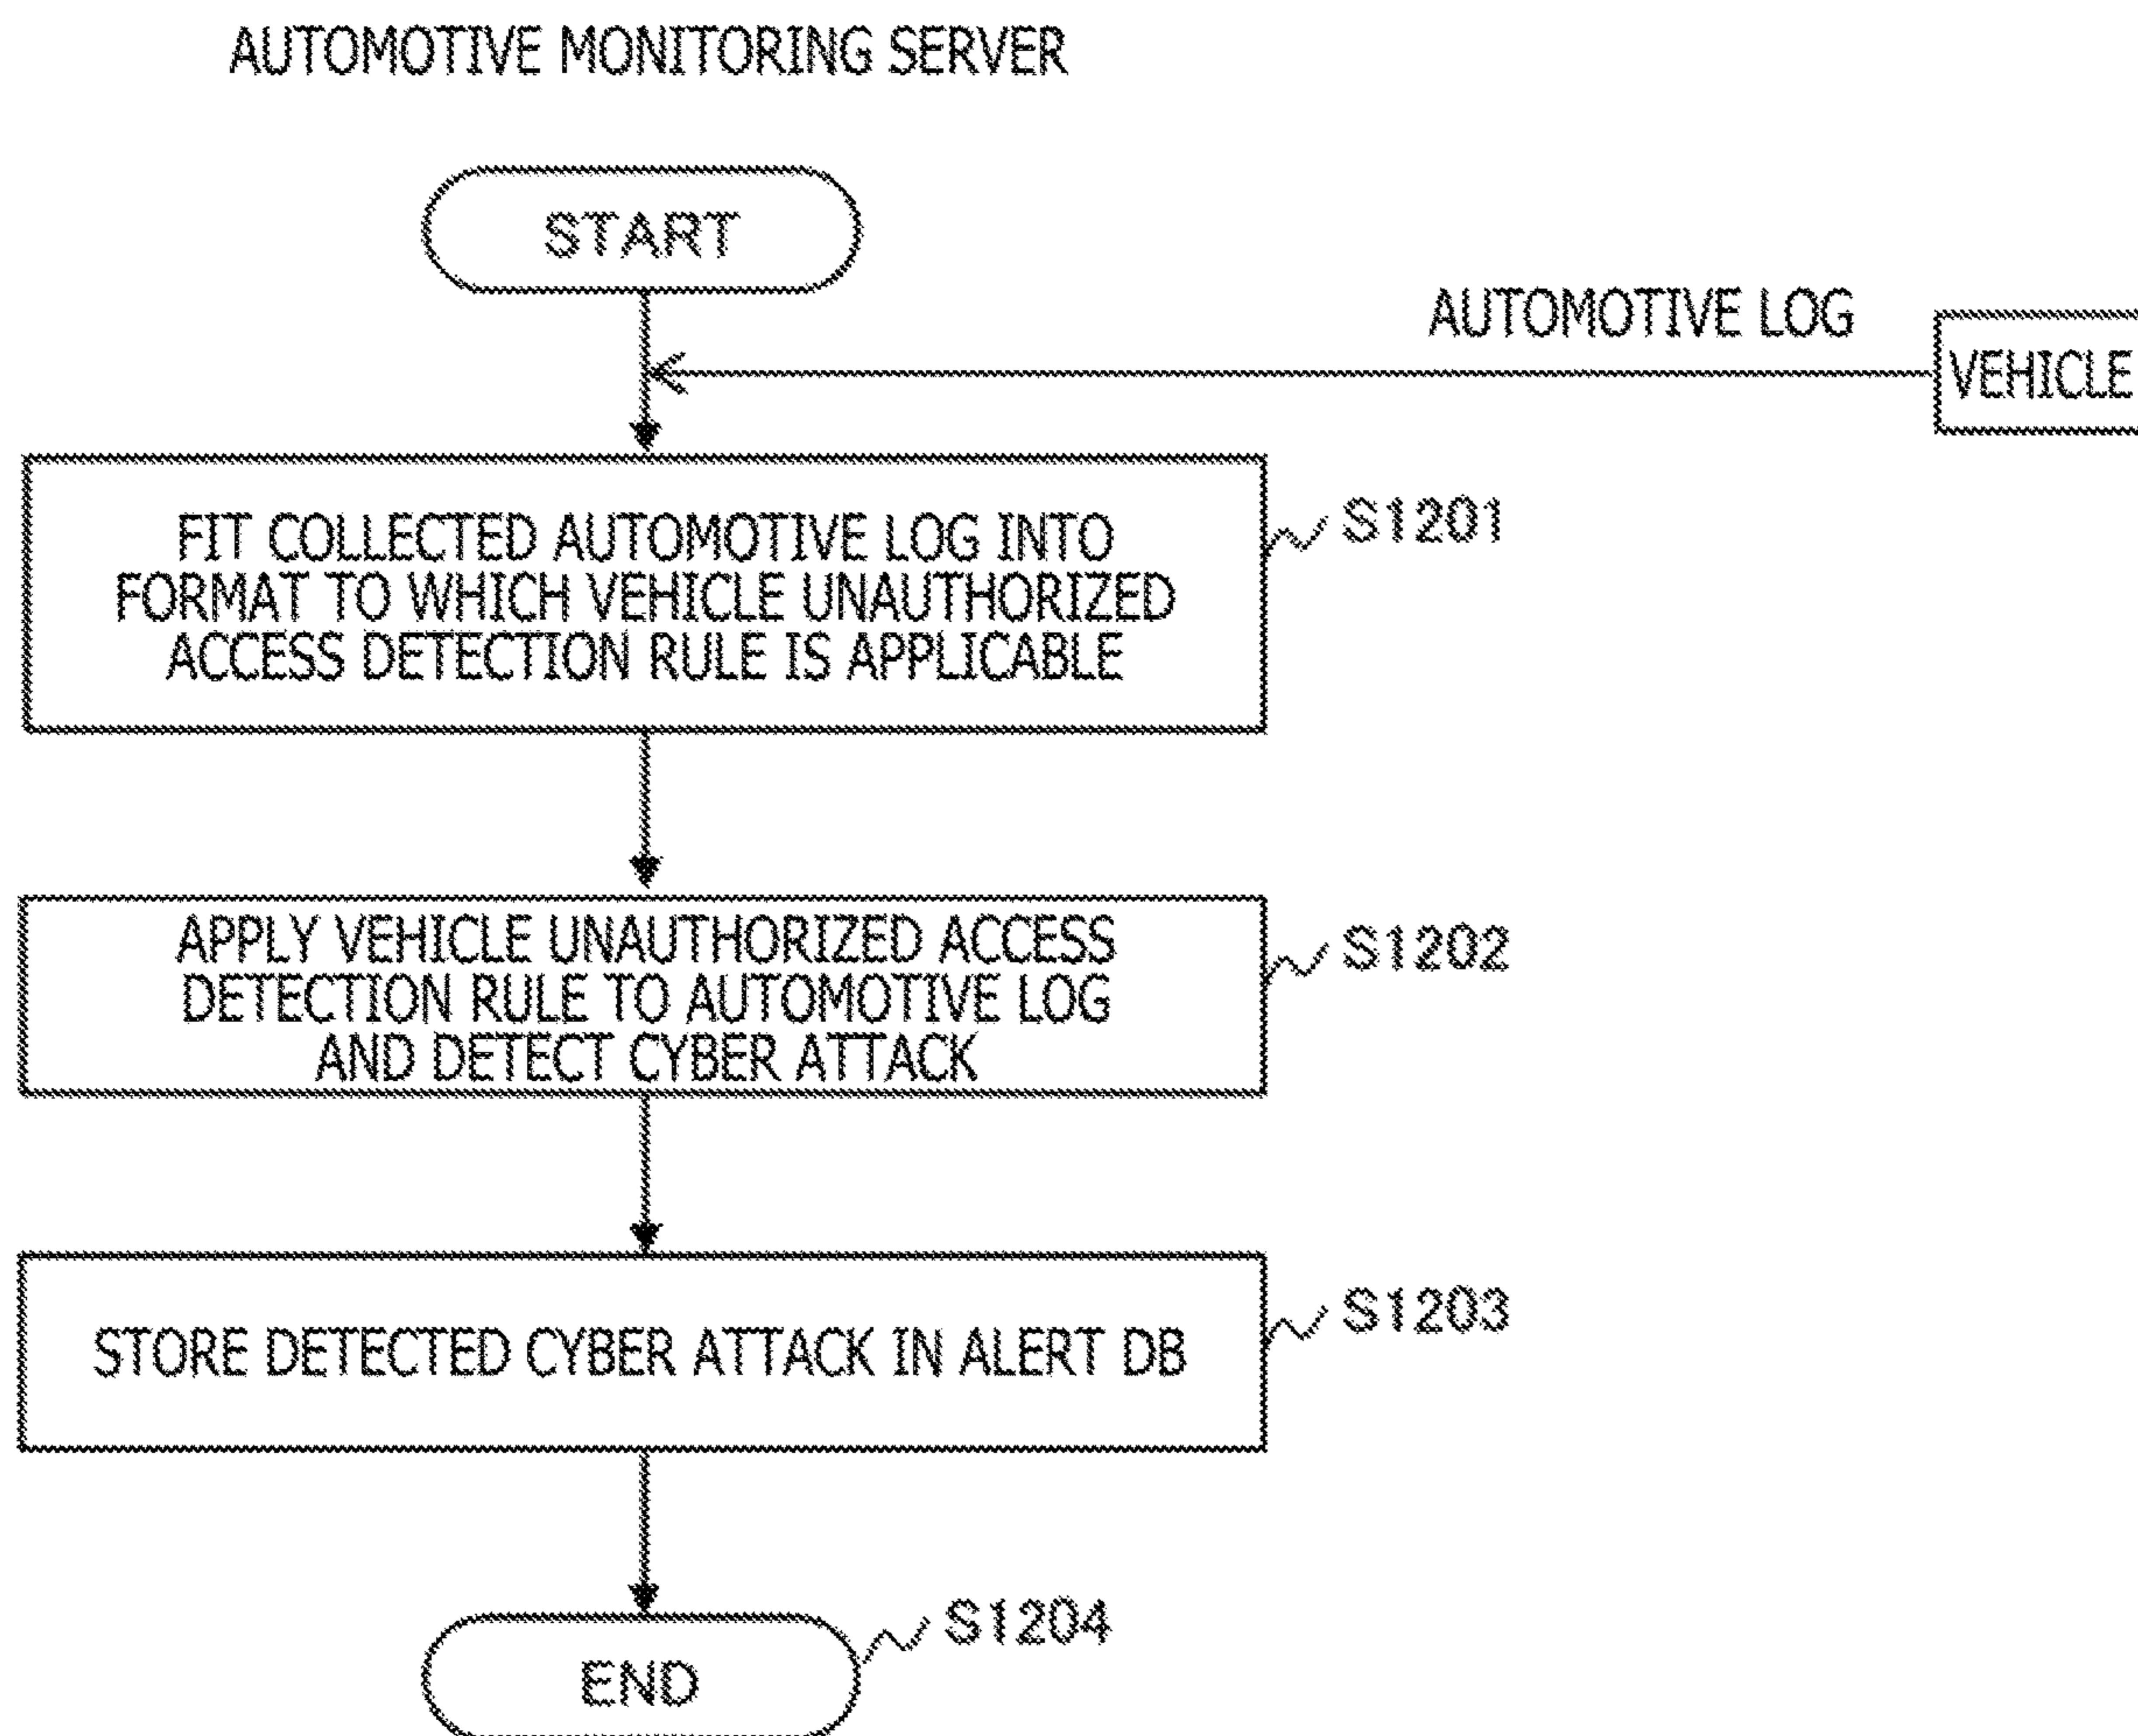 AUTOMOTIVE MONITORING SERVER
START
AUTOMOTIVE LOG
VEHICLE
FIT COLLECTED AUTOMOTIVE LOG INTO
FORMAT TO WHICH VEHICLE UNAUTHORIZED
ACCESS DETECTION RULE IS APPLICABLE
S1201
APPLY VEHICLE UNAUTHORIZED ACCESS
DETECTION RULE TO AUTOMOTIVE LOG
AND DETECT CYBER ATTACK
S1202
STORE DETECTED CYBER ATTACK IN ALERT DB
S1203
END
S1204